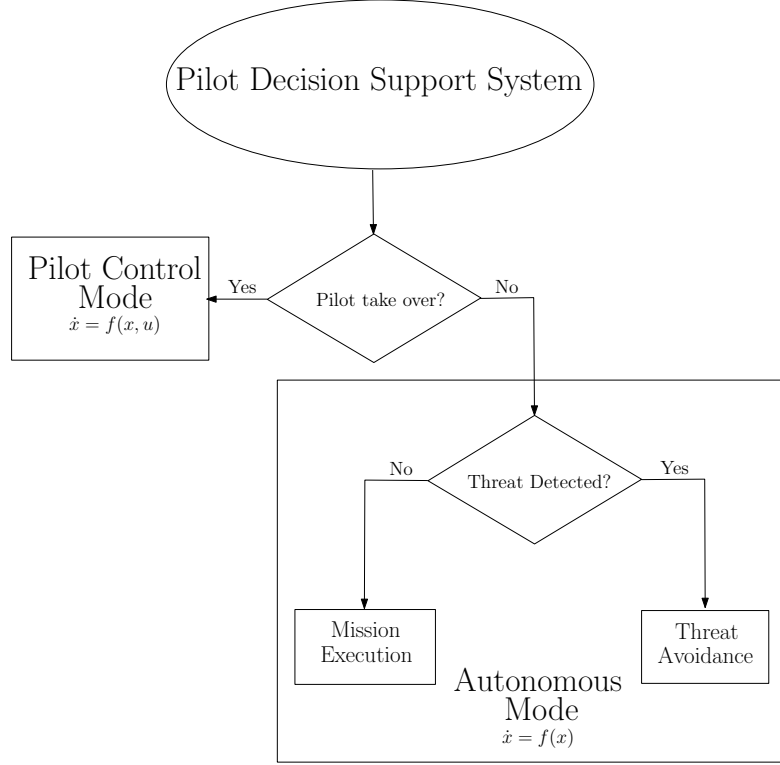 Pilot Decision Support System
Pilot Control
Mode
ẋ = f(x, u)
Yes
Pilot take over?
No
No
Threat Detected?
Yes
Mission
Execution
Threat
Avoidance
Autonomous
Mode
ẋ = f(x)